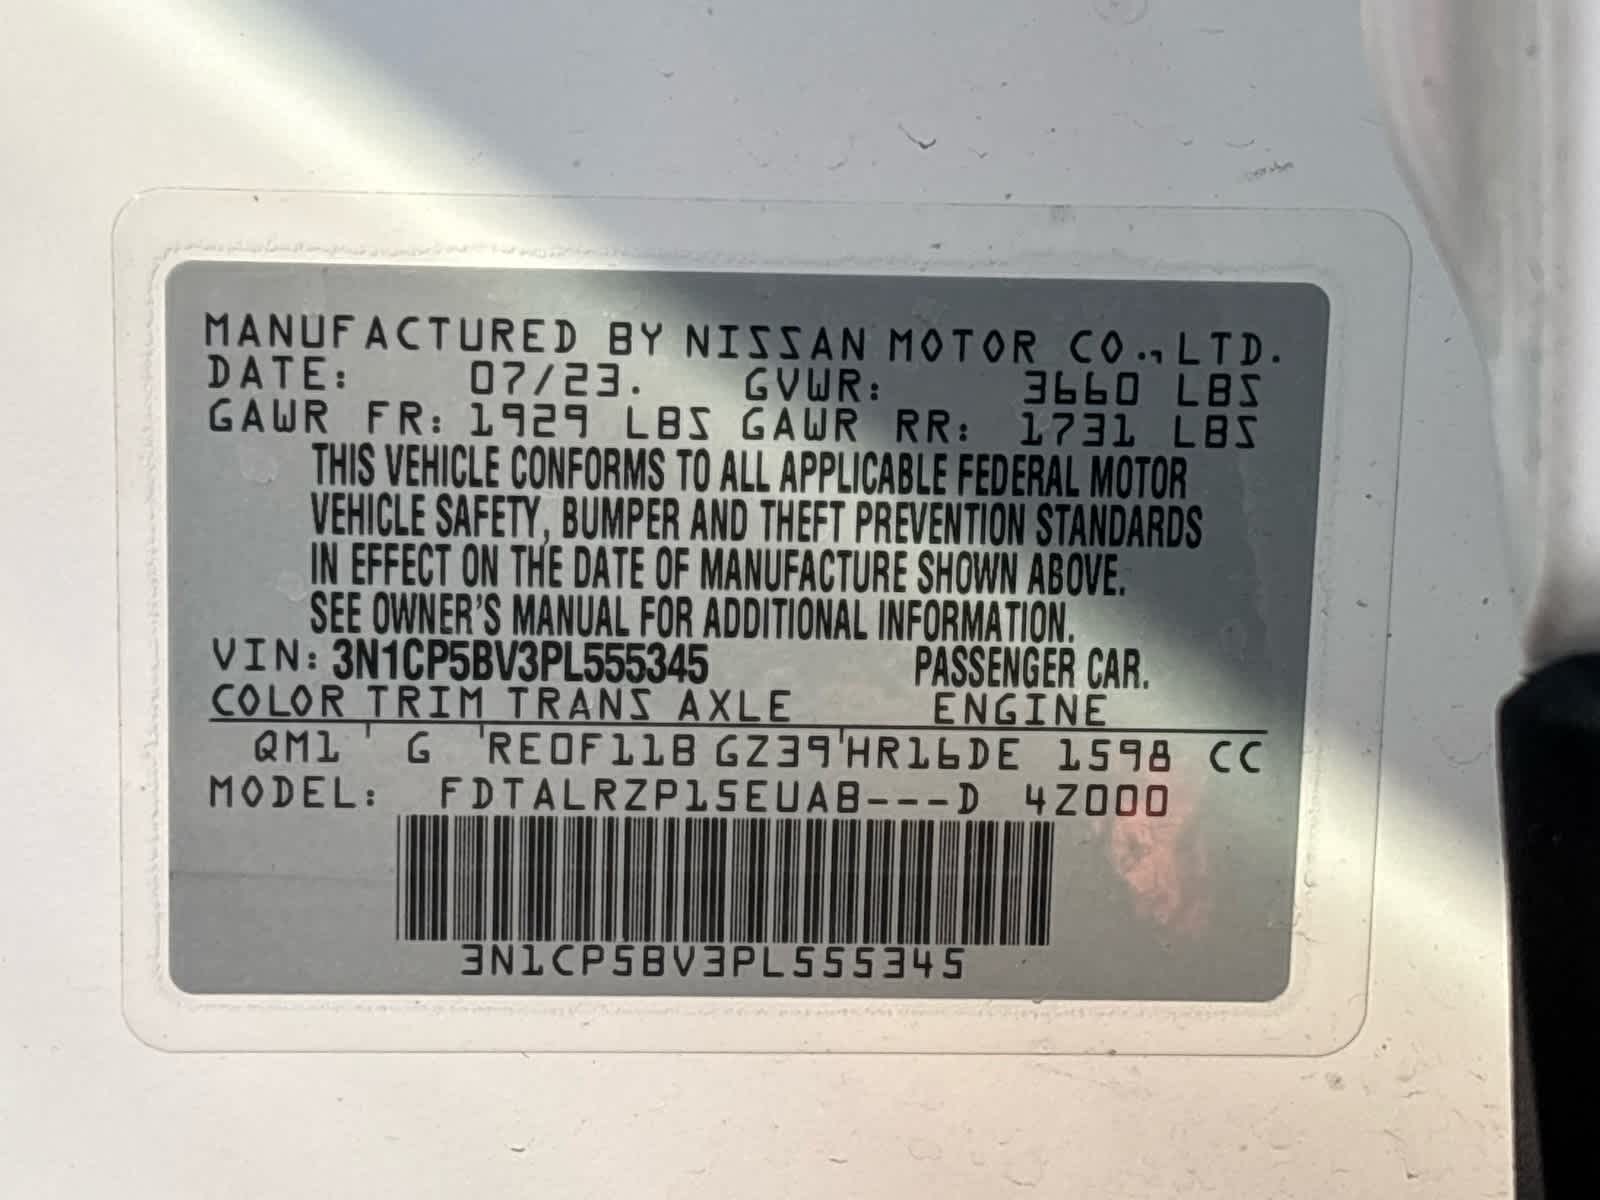 MANUFACTURED BY NISSAN MOTOR CO., LTD.
DATE: 07/23. GVWR: 3660 LBS
GAWR FR: 1929 LBS GAWR RR: 1731 LBS
THIS VEHICLE CONFORMS TO ALL APPLICABLE FEDERAL MOTOR
VEHICLE SAFETY, BUMPER AND THEFT PREVENTION STANDARDS
IN EFFECT ON THE DATE OF MANUFACTURE SHOWN ABOVE.
SEE OWNER'S MANUAL FOR ADDITIONAL INFORMATION.
VIN: 3N1CP5BV3PL555345 PASSENGER CAR.
COLOR TRIM TRANS AXLE ENGINE
QM1 ' G 'RE0F11B GZ39'HR16DE 1598 CC
MODEL: FDTALRZP15EUAB---D 4Z000
3N1CP5BV3PL555345